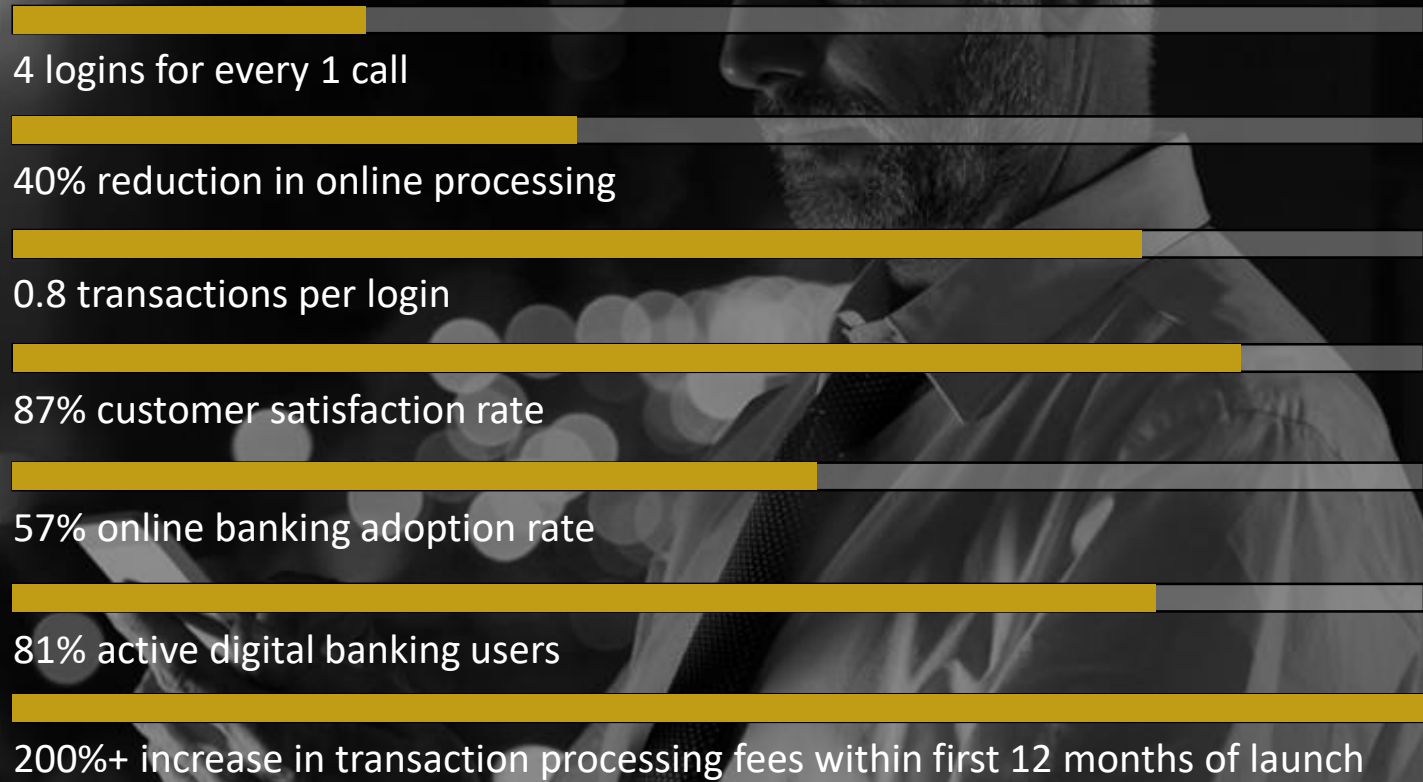 4 logins for every 1 call
40% reduction in online processing
0.8 transactions per login
87% customer satisfaction rate
57% online banking adoption rate
81% active digital banking users
200%+ increase in transaction processing fees within first 12 months of launch